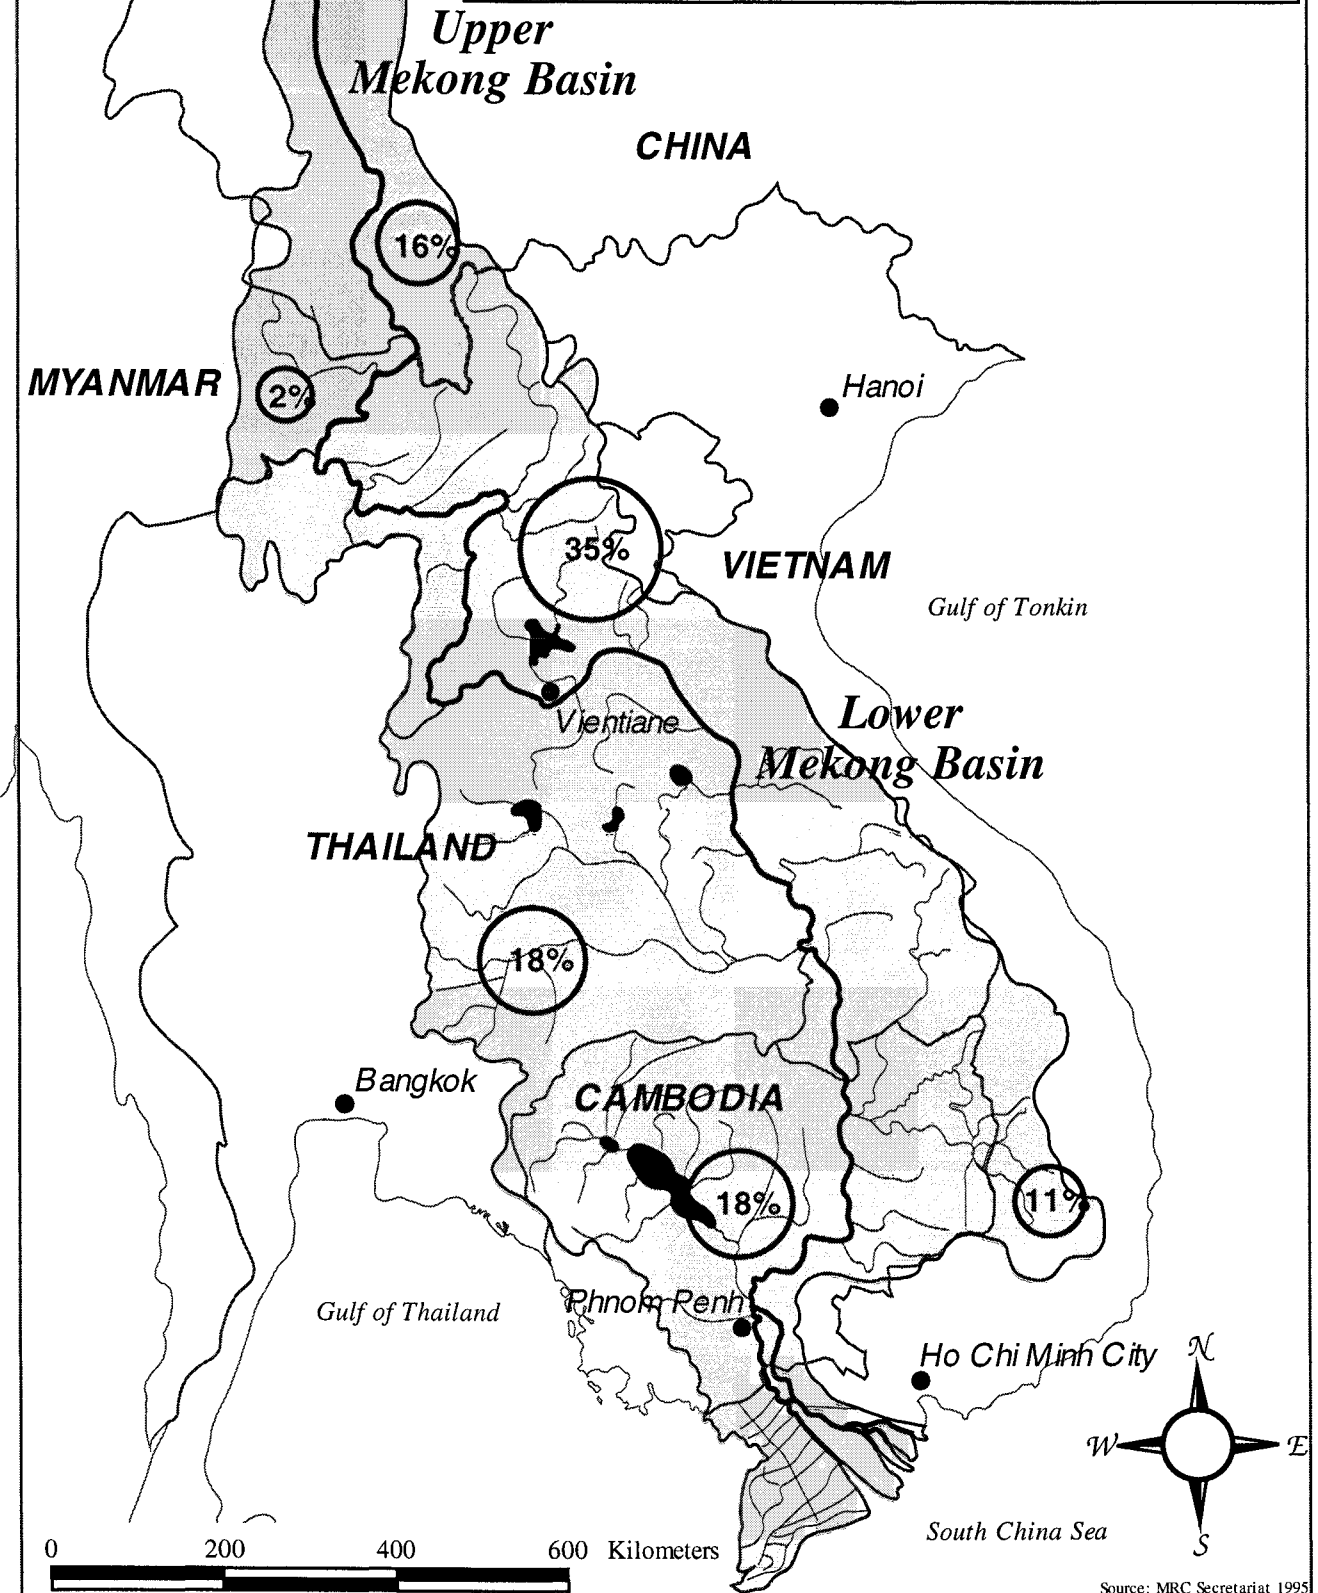 Upper
Mekong Basin
CHINA
16%
MYANMAR
2%
Hanoi
35%
VIETNAM
Gulf of Tonkin
Vientiane
Lower
Mekong Basin
THAILAND
18%
Bangkok
CAMBODIA
18%
11%
Gulf of Thailand
Phnom Penh
Ho Chi Minh City
N
W
E
S
South China Sea
0 200 400 600 Kilometers
Source: MRC Secretariat 1995